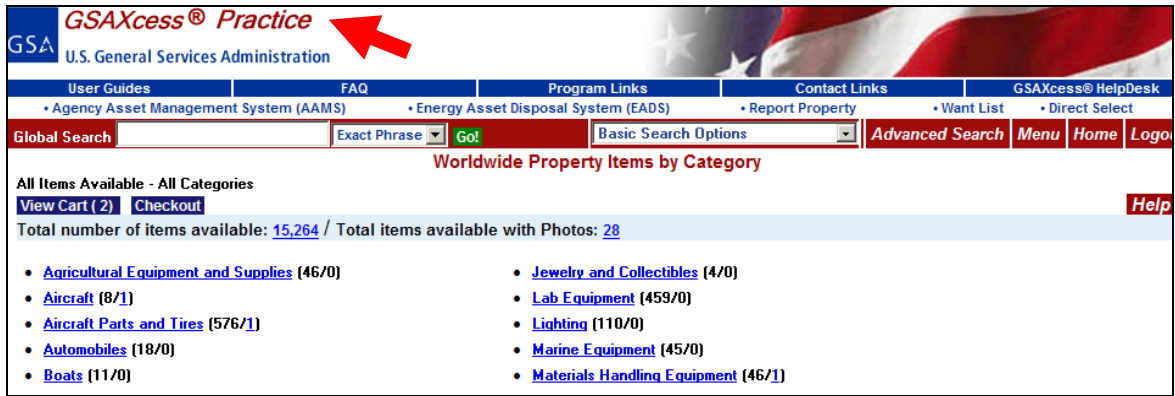 GSAXcess® Practice
GSA
U.S. General Services Administration
User Guides FAQ Program Links Contact Links GSAXcess® HelpDesk
• Agency Asset Management System (AAMS) • Energy Asset Disposal System (EADS) • Report Property • Want List • Direct Select
Global Search Exact Phrase Go! Basic Search Options Advanced Search Menu Home Logou
Worldwide Property Items by Category
All Items Available - All Categories
View Cart ( 2) Checkout Help
Total number of items available: 15,264 / Total items available with Photos: 28
• Agricultural Equipment and Supplies (46/0)
• Aircraft (8/1)
• Aircraft Parts and Tires (576/1)
• Automobiles (18/0)
• Boats (11/0)
• Jewelry and Collectibles (4/0)
• Lab Equipment (459/0)
• Lighting (110/0)
• Marine Equipment (45/0)
• Materials Handling Equipment (46/1)